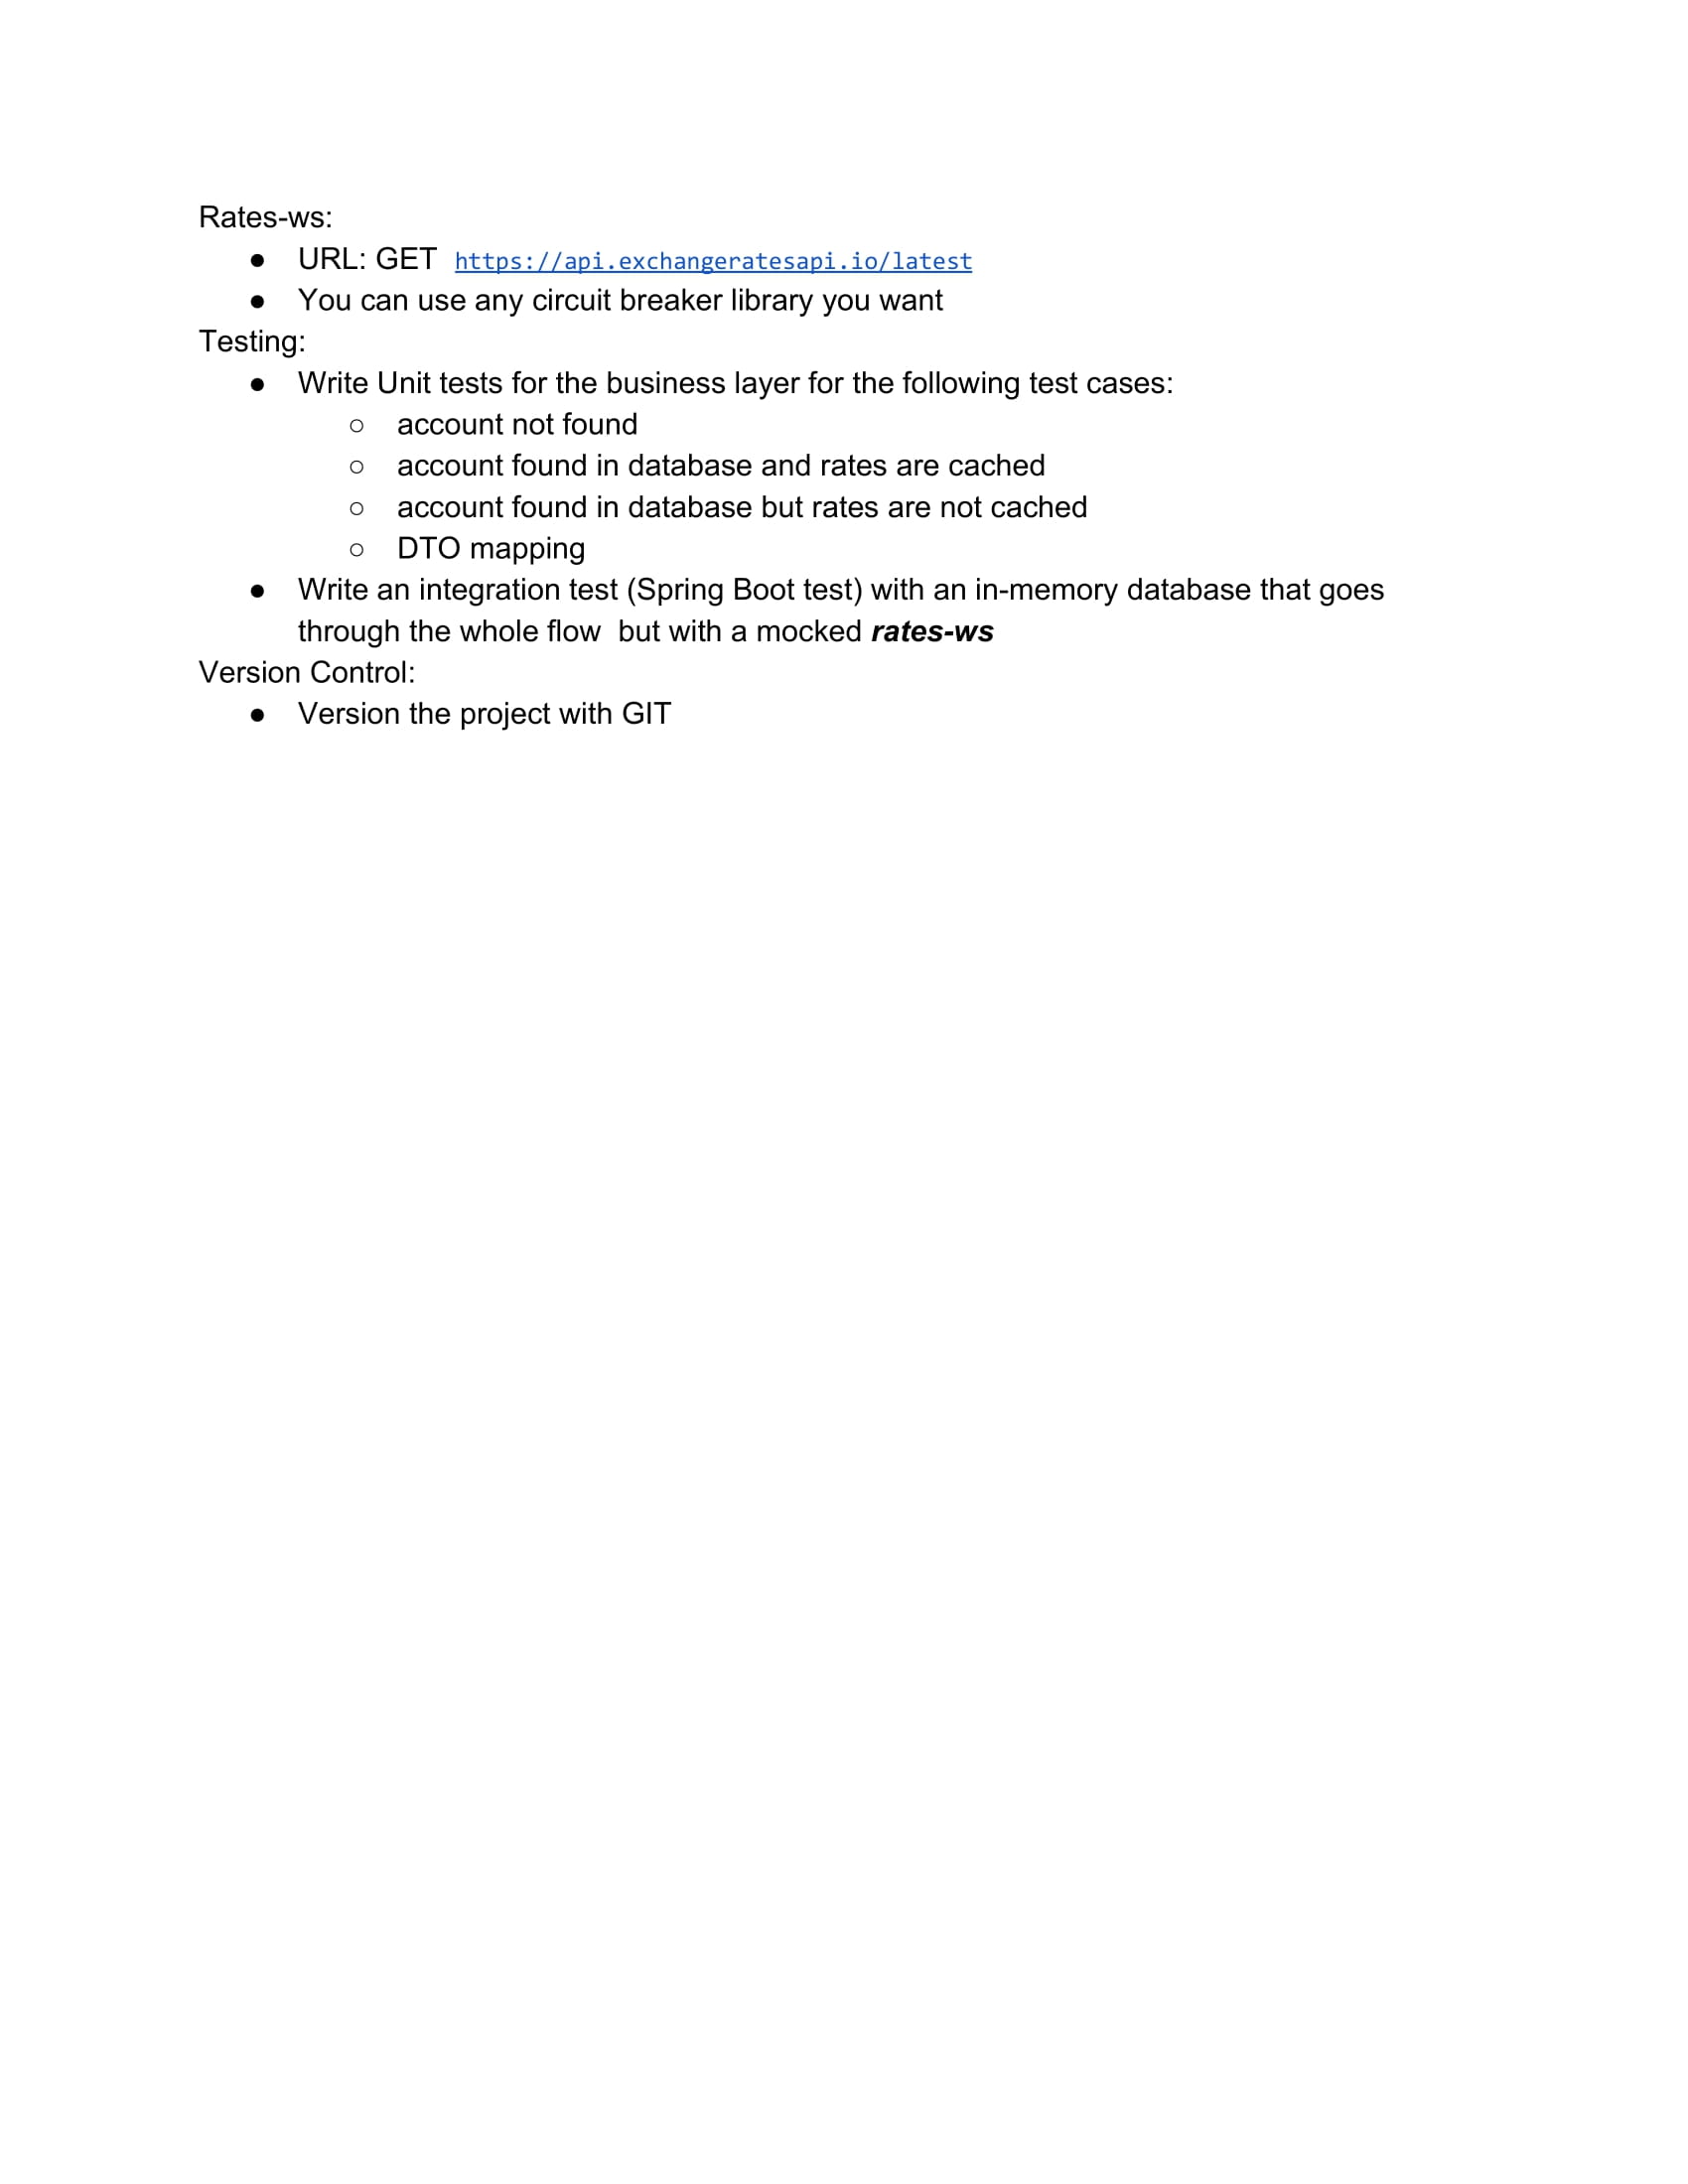 Rates-ws:
● URL: GET  https://api.exchangeratesapi.io/latest
● You can use any circuit breaker library you want
Testing:
● Write Unit tests for the business layer for the following test cases:
○ account not found
○ account found in database and rates are cached
○ account found in database but rates are not cached
○ DTO mapping
● Write an integration test (Spring Boot test) with an in-memory database that goes
through the whole flow  but with a mocked rates-ws
Version Control:
● Version the project with GIT